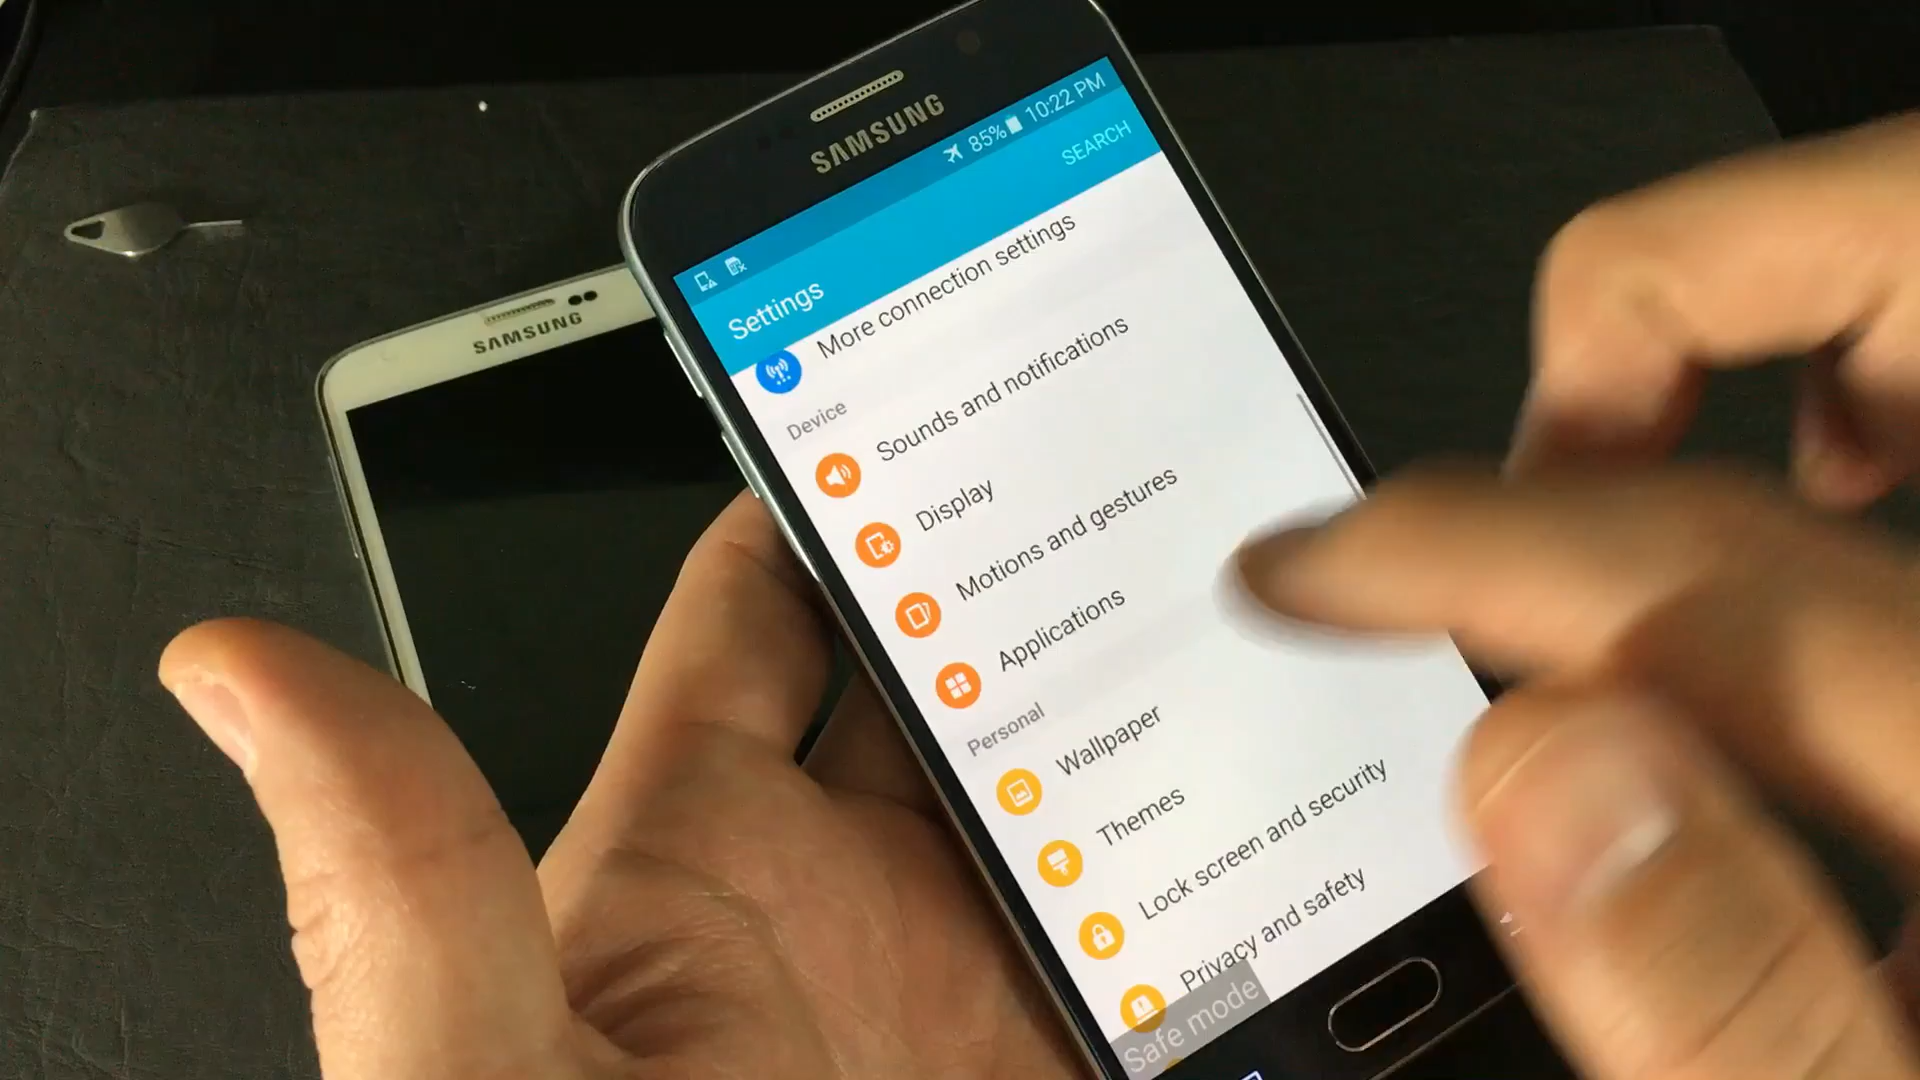 SAMSUNG
SAMSUNG
85% 10:22 PM
Settings
SEARCH
More connection settings
Device
Sounds and notifications
Display
Motions and gestures
Applications
Personal
Wallpaper
Themes
Lock screen and security
Privacy and safety
Safe mode